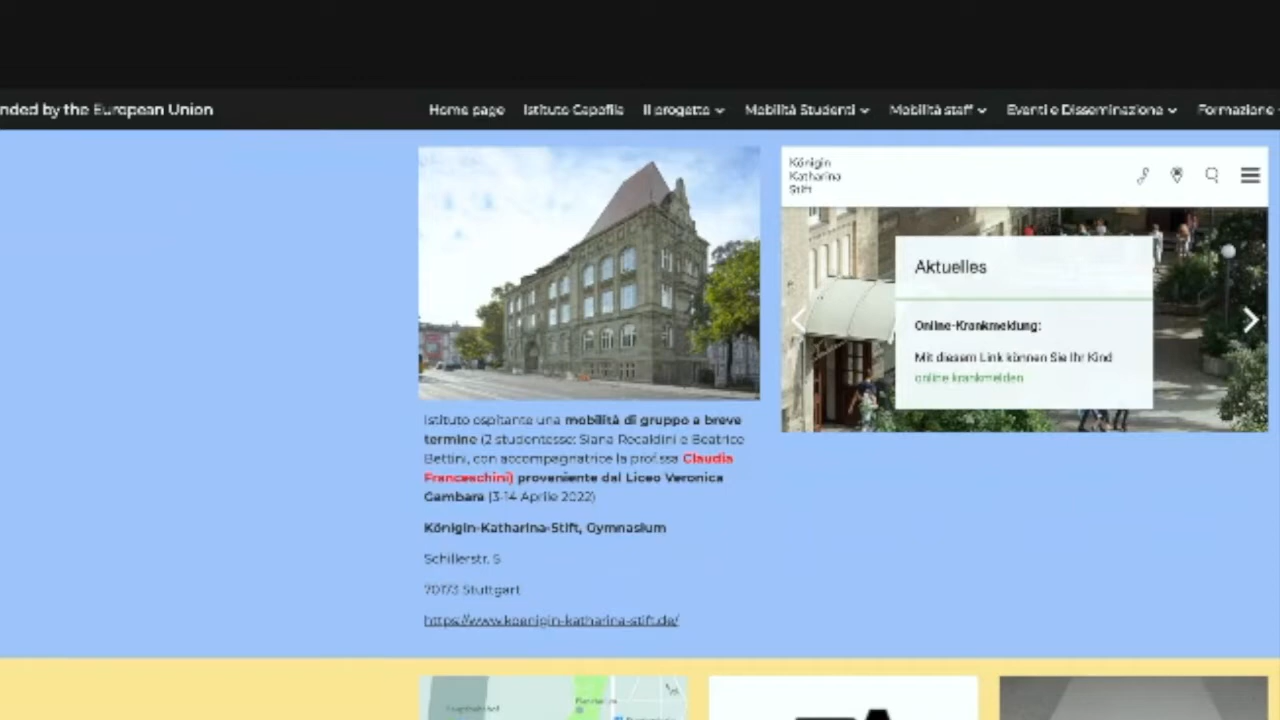 nded by the European Union
Home page Istituto Capofila Il progetto Mobilità Studenti Mobilità staff Eventi e Disseminazione Formazione
Königin
Katharina
Stift
Aktuelles
Online-Krankmeldung:
Mit diesem Link können Sie Ihr Kind
online krankmelden
Istituto ospitante una mobilità di gruppo a breve
termine (2 studentesse: Siana Recaldini e Beatrice
Bettini, con accompagnatrice la prof.ssa Claudia
Franceschini) proveniente dal Liceo Veronica
Gambara (3-14 Aprile 2022)
Königin-Katharina-Stift, Gymnasium
Schillerstr. 5
70173 Stuttgart
https://www.koenigin-katharina-stift.de/